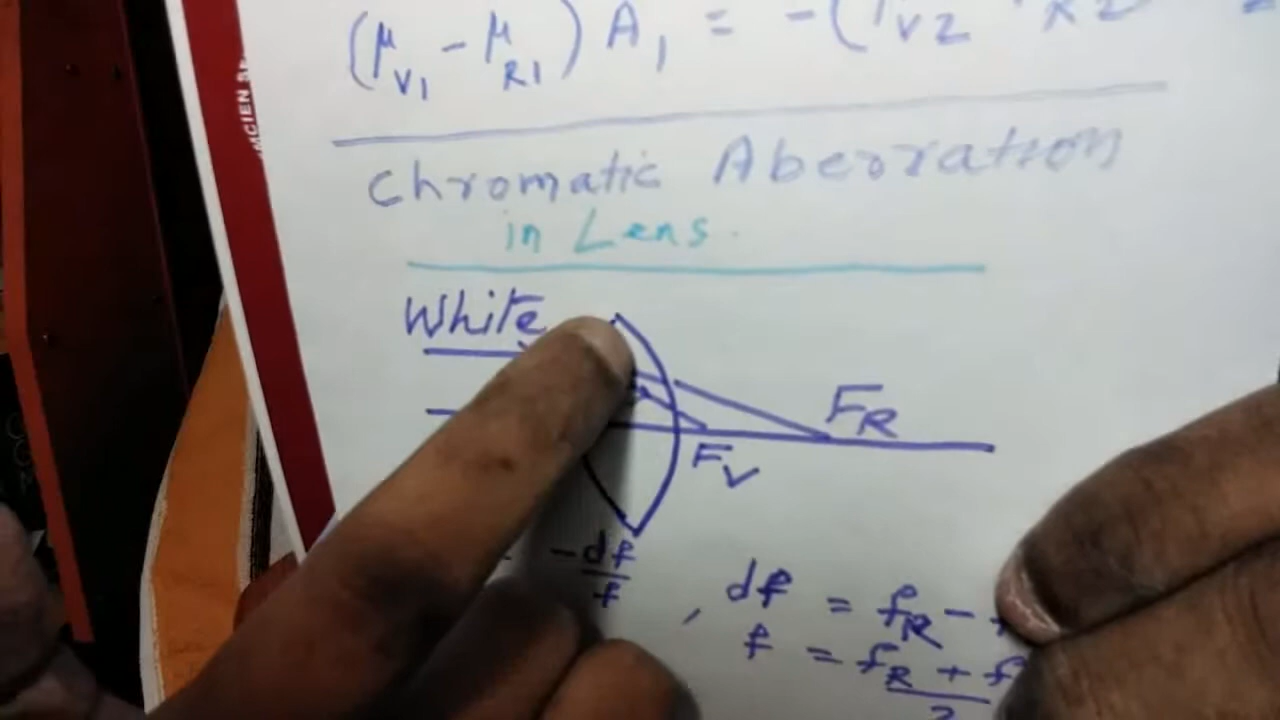 (μV1 - μR1) A1 = - (
Chromatic Aberration
in Lens.
White
FR
FV
-df/f , df = fR -
f = fR + f / 2